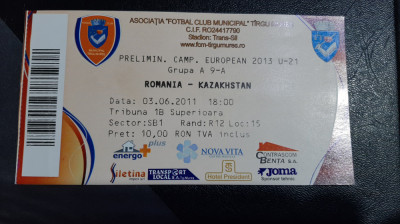 ASOCIAȚIA "FOTBAL CLUB MUNICIPAL" TÎRGU MUREȘ
C.I.F. RO24417780
Stadion: Trans-Sil
www.fcm-tirgumures.ro
PRELIMIN. CAMP. EUROPEAN 2013 U-21
Grupa A 9-A
ROMANIA - KAZAKHSTAN
Data: 03.06.2011 18:00
Tribuna 1B Superioara
Sector:SB1 Rand:R12 Loc:15
Pret: 10,00 RON TVA inclus
energo plus
NOVA VITA
CONTRASCOM BENTA S.A.
Siletina
TRANSPORT LOCAL S.A.
Hotel President
Joma